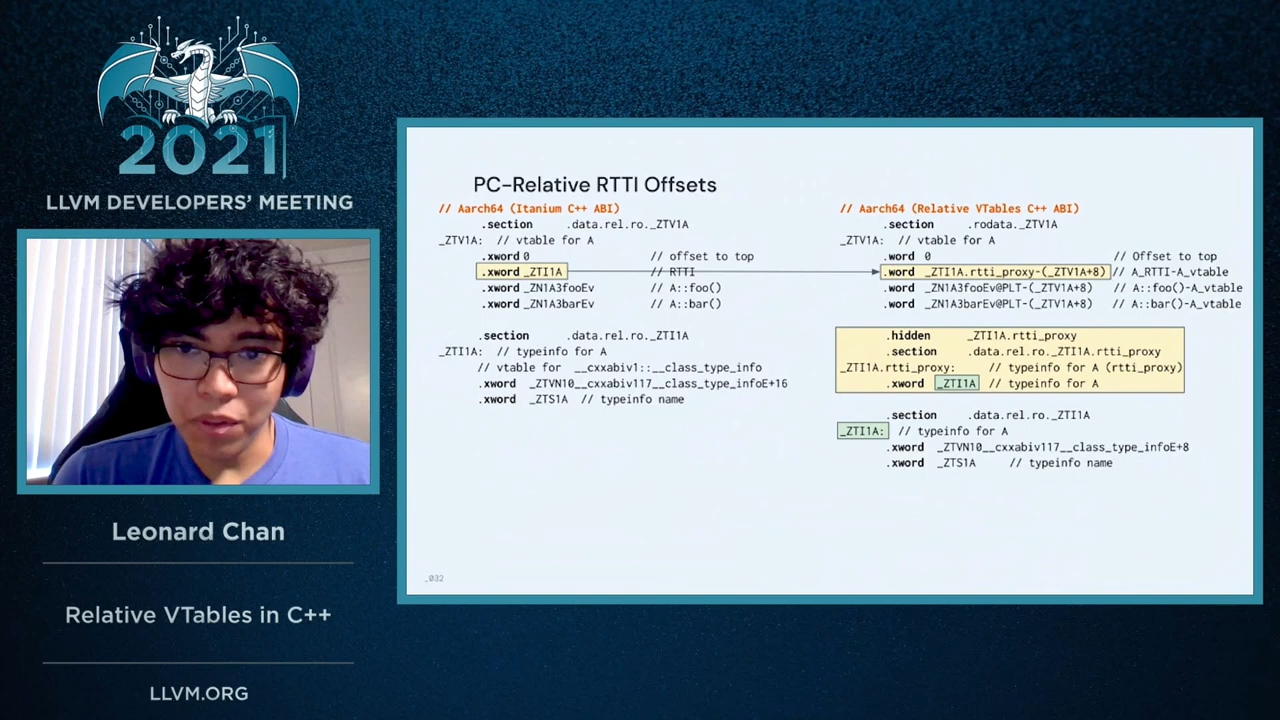 2021
LLVM DEVELOPERS' MEETING
Leonard Chan
Relative VTables in C++
LLVM.ORG
PC-Relative RTTI Offsets
// Aarch64 (Itanium C++ ABI)
.section .data.rel.ro._ZTV1A
_ZTV1A: // vtable for A
.xword 0 // offset to top
.xword _ZTI1A // RTTI
.xword _ZN1A3fooEv // A::foo()
.xword _ZN1A3barEv // A::bar()
.section .data.rel.ro._ZTI1A
_ZTI1A: // typeinfo for A
// vtable for __cxxabiv1::__class_type_info
.xword _ZTVN10__cxxabiv117__class_type_infoE+16
.xword _ZTS1A // typeinfo name
// Aarch64 (Relative VTables C++ ABI)
.section .rodata._ZTV1A
_ZTV1A: // vtable for A
.word 0 // Offset to top
.word _ZTI1A.rtti_proxy-(_ZTV1A+8) // A_RTTI-A_vtable
.word _ZN1A3fooEv@PLT-(_ZTV1A+8) // A::foo()-A_vtable
.word _ZN1A3barEv@PLT-(_ZTV1A+8) // A::bar()-A_vtable
.hidden _ZTI1A.rtti_proxy
.section .data.rel.ro._ZTI1A.rtti_proxy
_ZTI1A.rtti_proxy: // typeinfo for A (rtti_proxy)
.xword _ZTI1A // typeinfo for A
.section .data.rel.ro._ZTI1A
_ZTI1A: // typeinfo for A
.xword _ZTVN10__cxxabiv117__class_type_infoE+8
.xword _ZTS1A // typeinfo name
_032